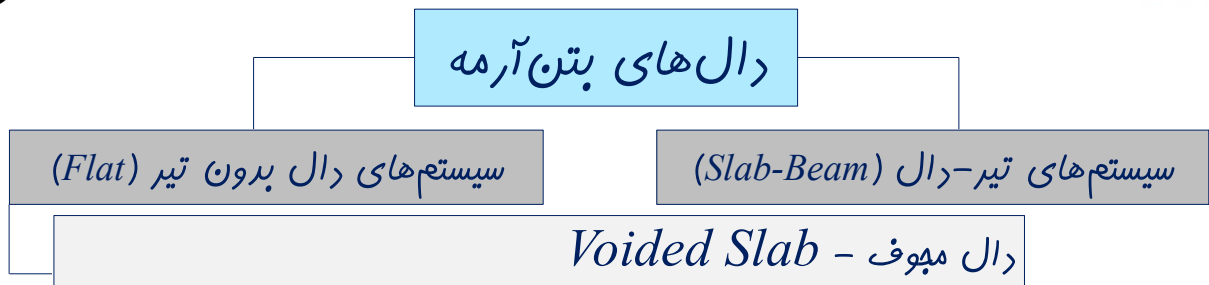 دال‌های بتن‌آرمه
سیستم‌های تیر-دال (Slab-Beam)
سیستم‌های دال بدون تیر (Flat)
دال مجوف – Voided Slab